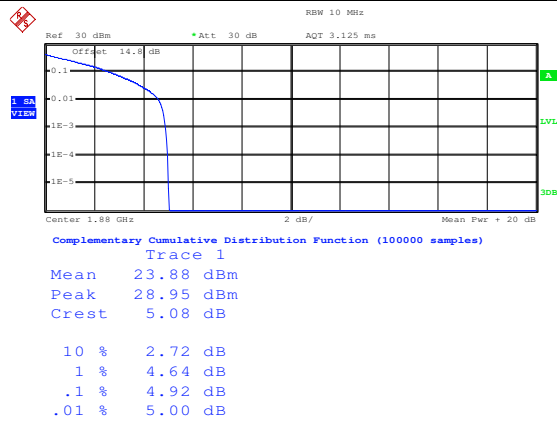 RBW 10 MHz
Ref 30 dBm *Att 30 dB AQT 3.125 ms
Offset 14.8 dB
0.1
A
0.01
1 SA
VIEW
1E-3
LVL
1E-4
1E-5
3DB
Center 1.88 GHz 2 dB/ Mean Pwr + 20 dB
Complementary Cumulative Distribution Function (100000 samples)
Trace 1
Mean 23.88 dBm
Peak 28.95 dBm
Crest 5.08 dB
10 % 2.72 dB
1 % 4.64 dB
.1 % 4.92 dB
.01 % 5.00 dB